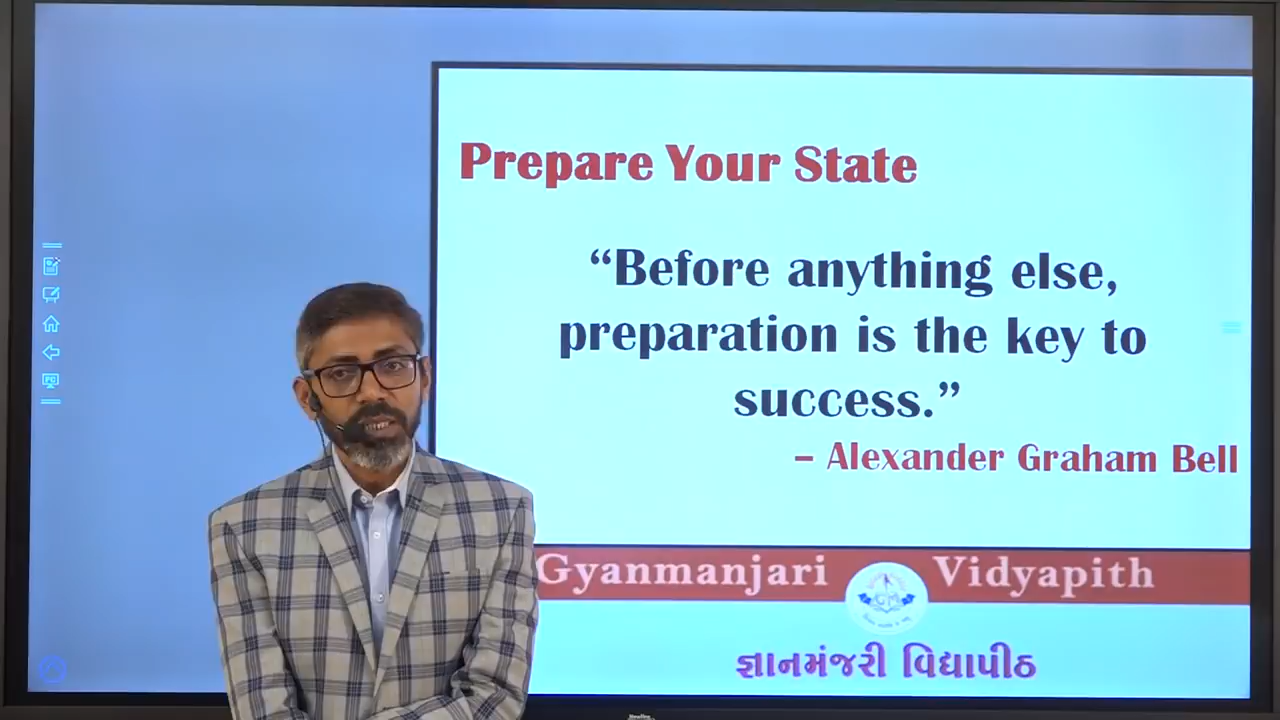 Prepare Your State
“Before anything else,
preparation is the key to
success.”
– Alexander Graham Bell
Gyanmanjari Vidyapith
GM
જ્ઞાનમંજરી વિદ્યાપીઠ